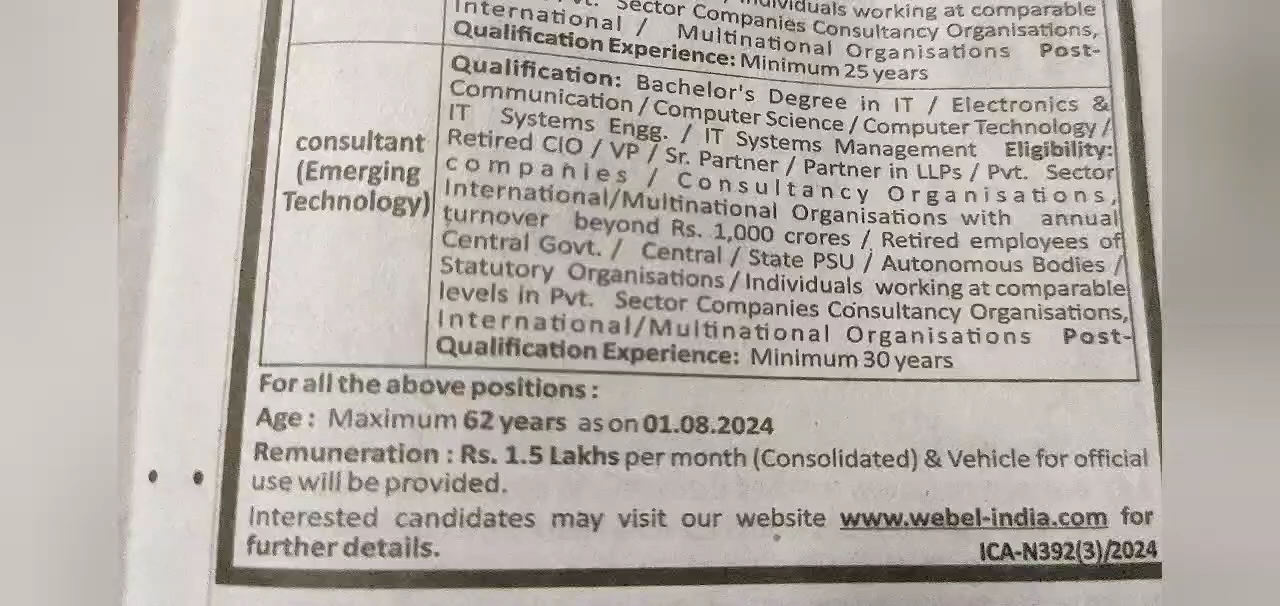 Sector Companies Consultancy Organisations,
individuals working at comparable
International / Multinational Organisations Post-
Qualification Experience: Minimum 25 years
consultant
(Emerging
Technology)
Qualification: Bachelor's Degree in IT / Electronics &
Communication / Computer Science / Computer Technology /
IT Systems Engg. / IT Systems Management Eligibility:
Retired CIO / VP / Sr. Partner / Partner in LLPs / Pvt. Sector
companies / Consultancy Organisations,
International/Multinational Organisations with annual
turnover beyond Rs. 1,000 crores / Retired employees of
Central Govt. / Central / State PSU / Autonomous Bodies /
Statutory Organisations / Individuals working at comparable
levels in Pvt. Sector Companies Consultancy Organisations,
International/Multinational Organisations Post-
Qualification Experience: Minimum 30 years
For all the above positions :
Age : Maximum 62 years as on 01.08.2024
Remuneration : Rs. 1.5 Lakhs per month (Consolidated) & Vehicle for official
use will be provided.
Interested candidates may visit our website www.webel-india.com for
further details.
ICA-N392(3)/2024